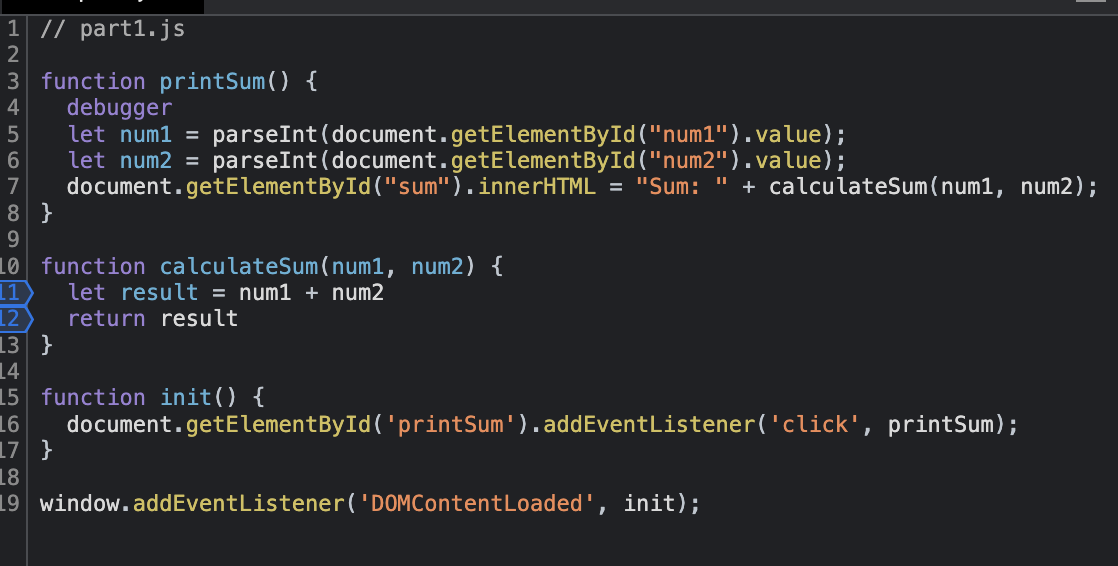 1 // part1.js
2
3 function printSum() {
4   debugger
5   let num1 = parseInt(document.getElementById("num1").value);
6   let num2 = parseInt(document.getElementById("num2").value);
7   document.getElementById("sum").innerHTML = "Sum: " + calculateSum(num1, num2);
8 }
9
10 function calculateSum(num1, num2) {
11   let result = num1 + num2
12   return result
13 }
14
15 function init() {
16   document.getElementById('printSum').addEventListener('click', printSum);
17 }
18
19 window.addEventListener('DOMContentLoaded', init);